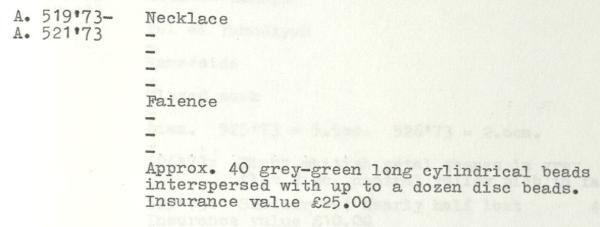 A. 519'73- Necklace
A. 521'73 -
-
-
-
Faience
-
-
-
Approx. 40 grey-green long cylindrical beads
interspersed with up to a dozen disc beads.
Insurance value £25.00